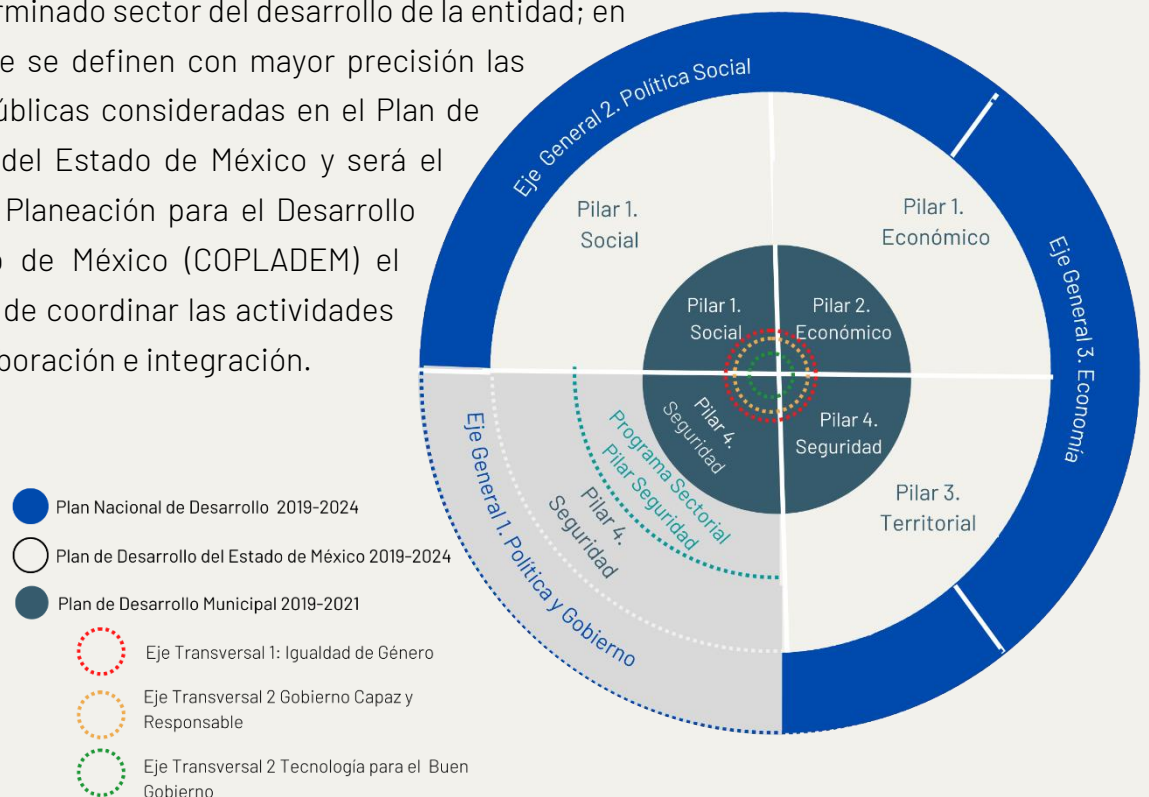 rminado sector del desarrollo de la entidad; en
e se definen con mayor precisión las
úblicas consideradas en el Plan de
del Estado de México y será el
Planeación para el Desarrollo
o de México (COPLADEM) el
de coordinar las actividades
boración e integración.
Eje General 2. Política Social
Eje General 3. Economía
Pilar 1.
Social
Pilar 1.
Económico
Pilar 1.
Social
Pilar 2.
Económico
Pilar 4.
Seguridad
Pilar 4.
Seguridad
Programa Sectorial
Pilar Seguridad
Pilar 4.
Seguridad
Eje General 1. Política y Gobierno
Pilar 3.
Territorial
Plan Nacional de Desarrollo 2019-2024
Plan de Desarrollo del Estado de México 2019-2024
Plan de Desarrollo Municipal 2019-2021
Eje Transversal 1: Igualdad de Género
Eje Transversal 2 Gobierno Capaz y
Responsable
Eje Transversal 2 Tecnología para el Buen
Gobierno